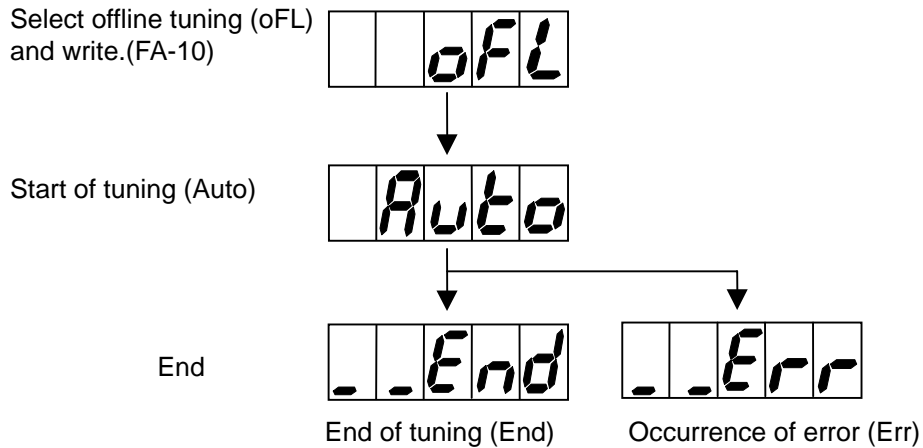 Select offline tuning (oFL)
and write.(FA-10)
oFL
Start of tuning (Auto)
Auto
End
_ _End
_ _Err
End of tuning (End)
Occurrence of error (Err)